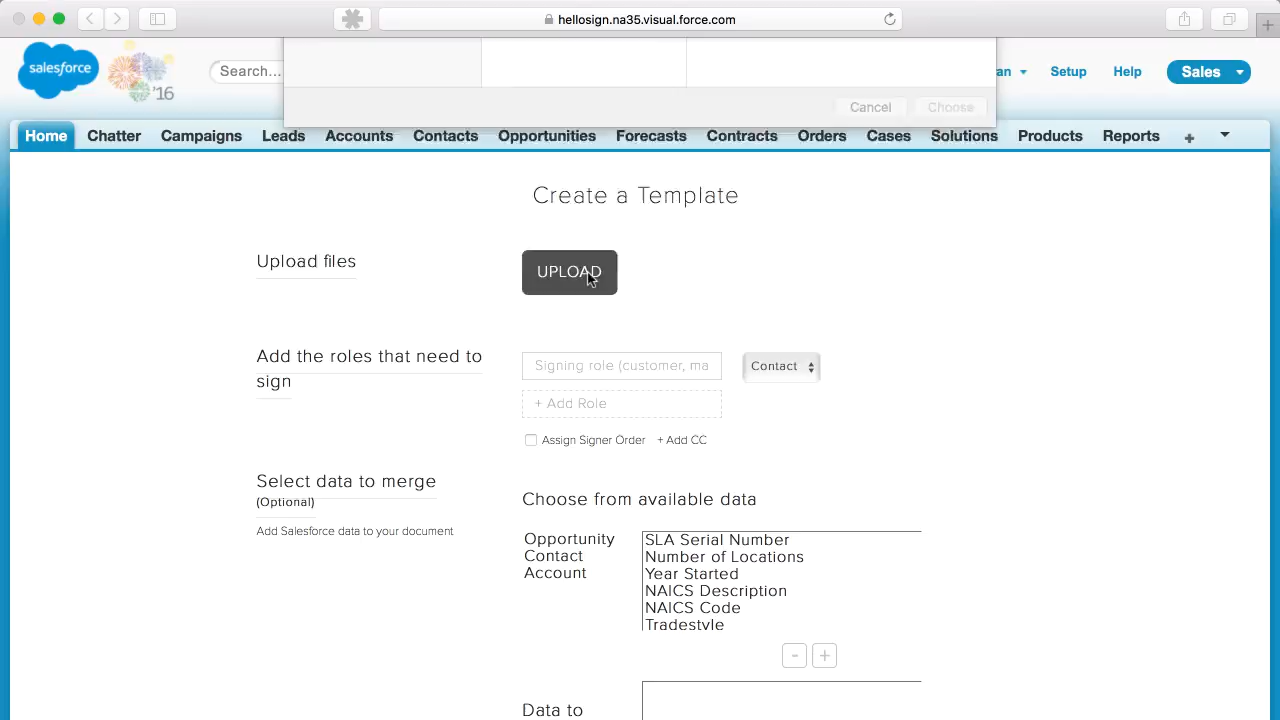 hellosign.na35.visual.force.com
salesforce
'16
Search...
an
Setup
Help
Sales
Cancel
Choose
Home
Chatter
Campaigns
Leads
Accounts
Contacts
Opportunities
Forecasts
Contracts
Orders
Cases
Solutions
Products
Reports
+
Create a Template
Upload files
UPLOAD
Add the roles that need to
sign
Signing role (customer, ma
Contact
+ Add Role
Assign Signer Order
+ Add CC
Select data to merge
(Optional)
Add Salesforce data to your document
Choose from available data
Opportunity
Contact
Account
SLA Serial Number
Number of Locations
Year Started
NAICS Description
NAICS Code
Tradestyle
-
+
Data to